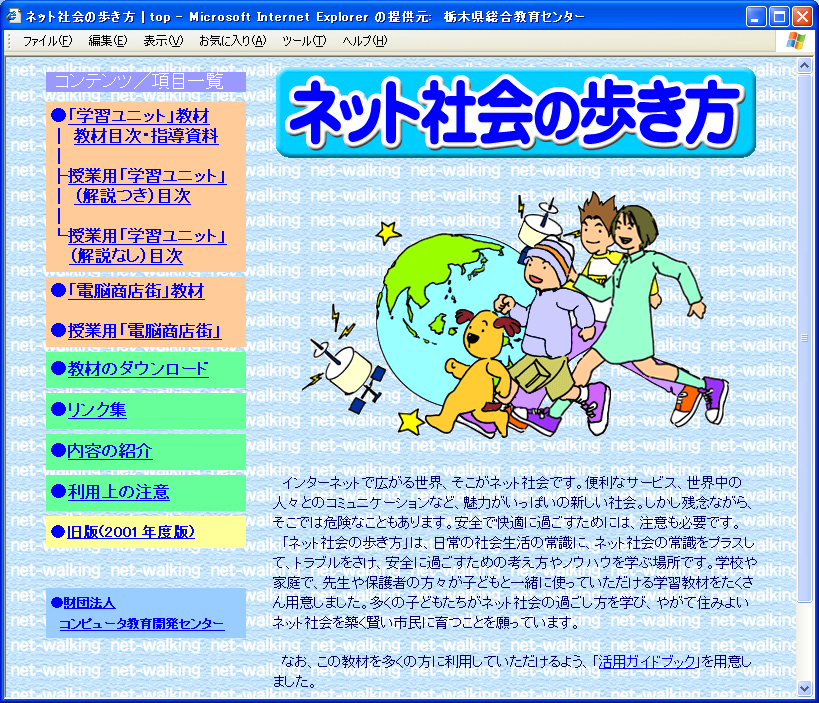 ネット社会の歩き方 | top - Microsoft Internet Explorer の提供元: 栃木県総合教育センター
ファイル(F) 編集(E) 表示(V) お気に入り(A) ツール(T) ヘルプ(H)
コンテンツ／項目一覧
●「学習ユニット」教材
教材目次・指導資料
授業用「学習ユニット」
（解説つき）目次
授業用「学習ユニット」
（解説なし）目次
●「電脳商店街」教材
●授業用「電脳商店街」
●教材のダウンロード
●リンク集
●内容の紹介
●利用上の注意
●旧版(2001年度版)
●財団法人
コンピュータ教育開発センター
ネット社会の歩き方
インターネットで広がる世界、そこがネット社会です。便利なサービス、世界中の
人々とのコミュニケーションなど、魅力がいっぱいの新しい社会。しかし残念ながら、
そこでは危険なこともあります。安全で快適に過ごすためには、注意も必要です。
「ネット社会の歩き方」は、日常の社会生活の常識に、ネット社会の常識をプラスし
て、トラブルをさけ、安全に過ごすための考え方やノウハウを学ぶ場所です。学校や
家庭で、先生や保護者の方々が子どもと一緒に使っていただける学習教材をたくさ
ん用意しました。多くの子どもたちがネット社会の過ごし方を学び、やがて住みよい
ネット社会を築く賢い市民に育つことを願っています。
なお、この教材を多くの方に利用していただけるよう、「活用ガイドブック」を用意し
ました。
net-walking